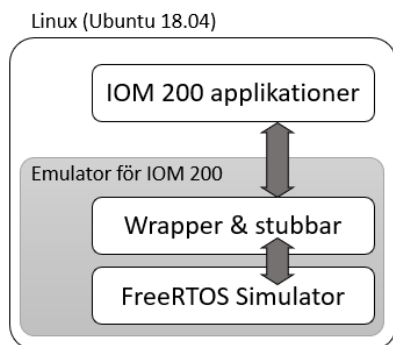 Linux (Ubuntu 18.04)
IOM 200 applikationer
Emulator för IOM 200
Wrapper & stubbar
FreeRTOS Simulator